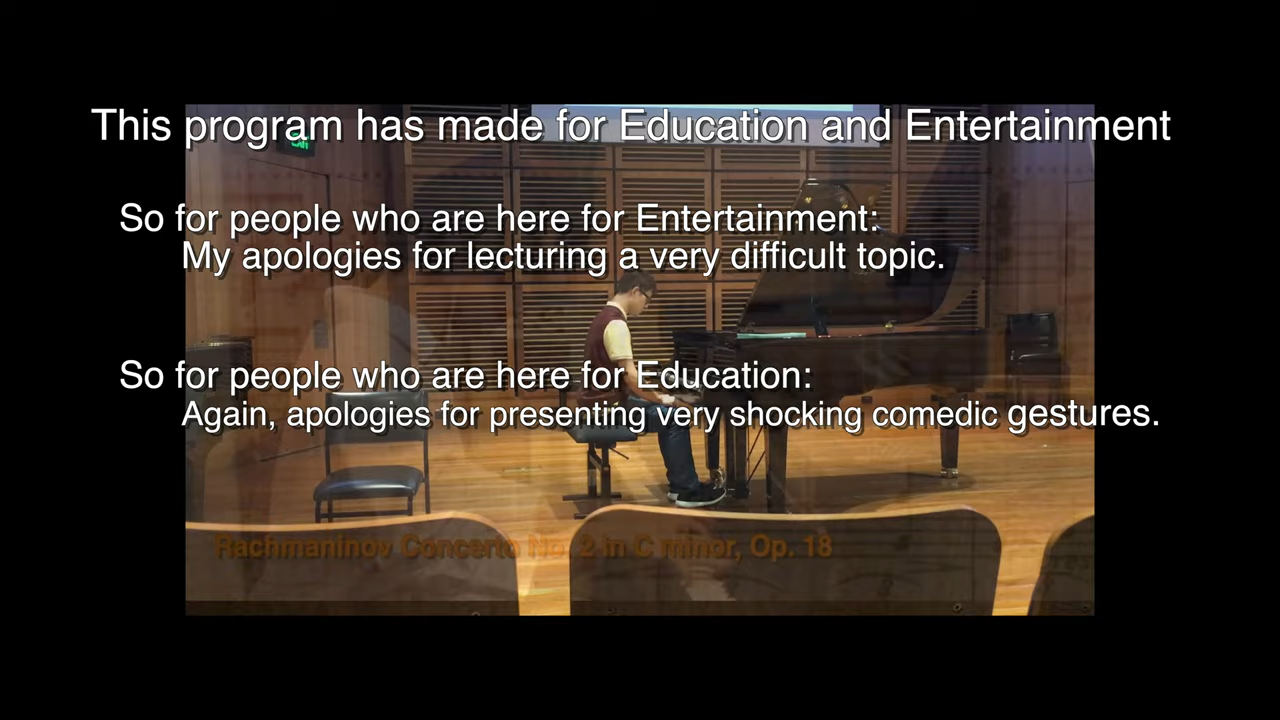 This program has made for Education and Entertainment
EXIT
So for people who are here for Entertainment:
My apologies for lecturing a very difficult topic.
So for people who are here for Education:
Again, apologies for presenting very shocking comedic gestures.
Rachmaninov Concerto No. 2 in C minor, Op. 18